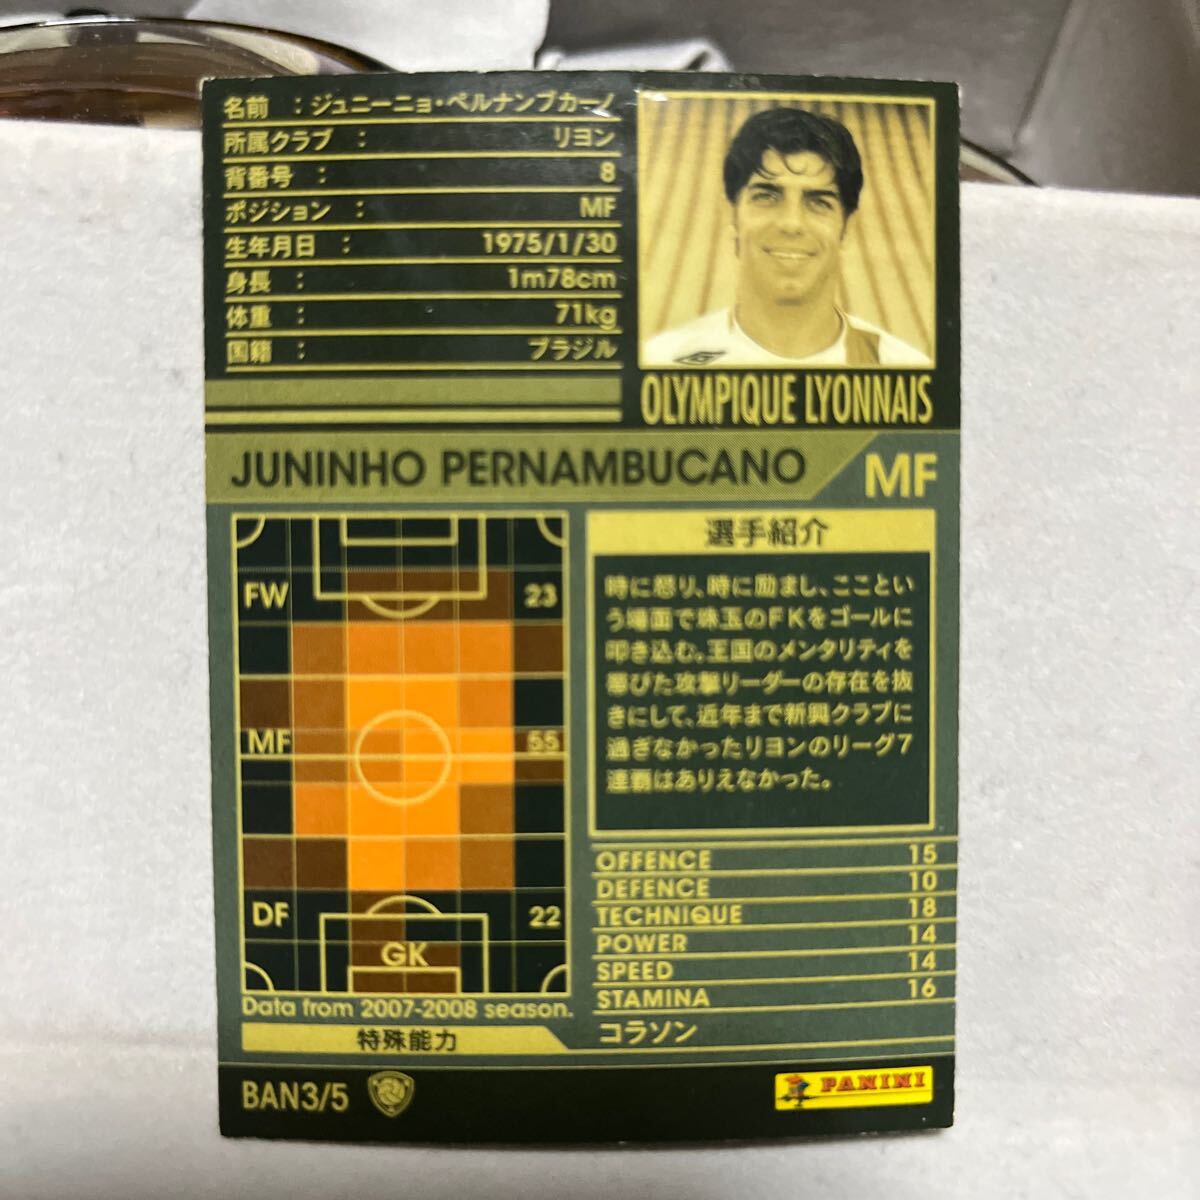 名前 : ジュニーニョ・ペルナンブカーノ
所属クラブ : リヨン
背番号 : 8
ポジション : MF
生年月日 : 1975/1/30
身長 : 1m78cm
体重 : 71kg
国籍 : ブラジル
OLYMPIQUE LYONNAIS
JUNINHO PERNAMBUCANO
MF
FW 23
MF 55
DF 22
GK
Data from 2007-2008 season.
選手紹介
時に怒り、時に励まし、こことい
う場面で珠玉のFKをゴールに
叩き込む。王国のメンタリティを
帯びた攻撃リーダーの存在を抜
きにして、近年まで新興クラブに
過ぎなかったリヨンのリーグ7
連覇はありえなかった。
OFFENCE 15
DEFENCE 10
TECHNIQUE 18
POWER 14
SPEED 14
STAMINA 16
特殊能力 コラソン
BAN3/5
PANINI